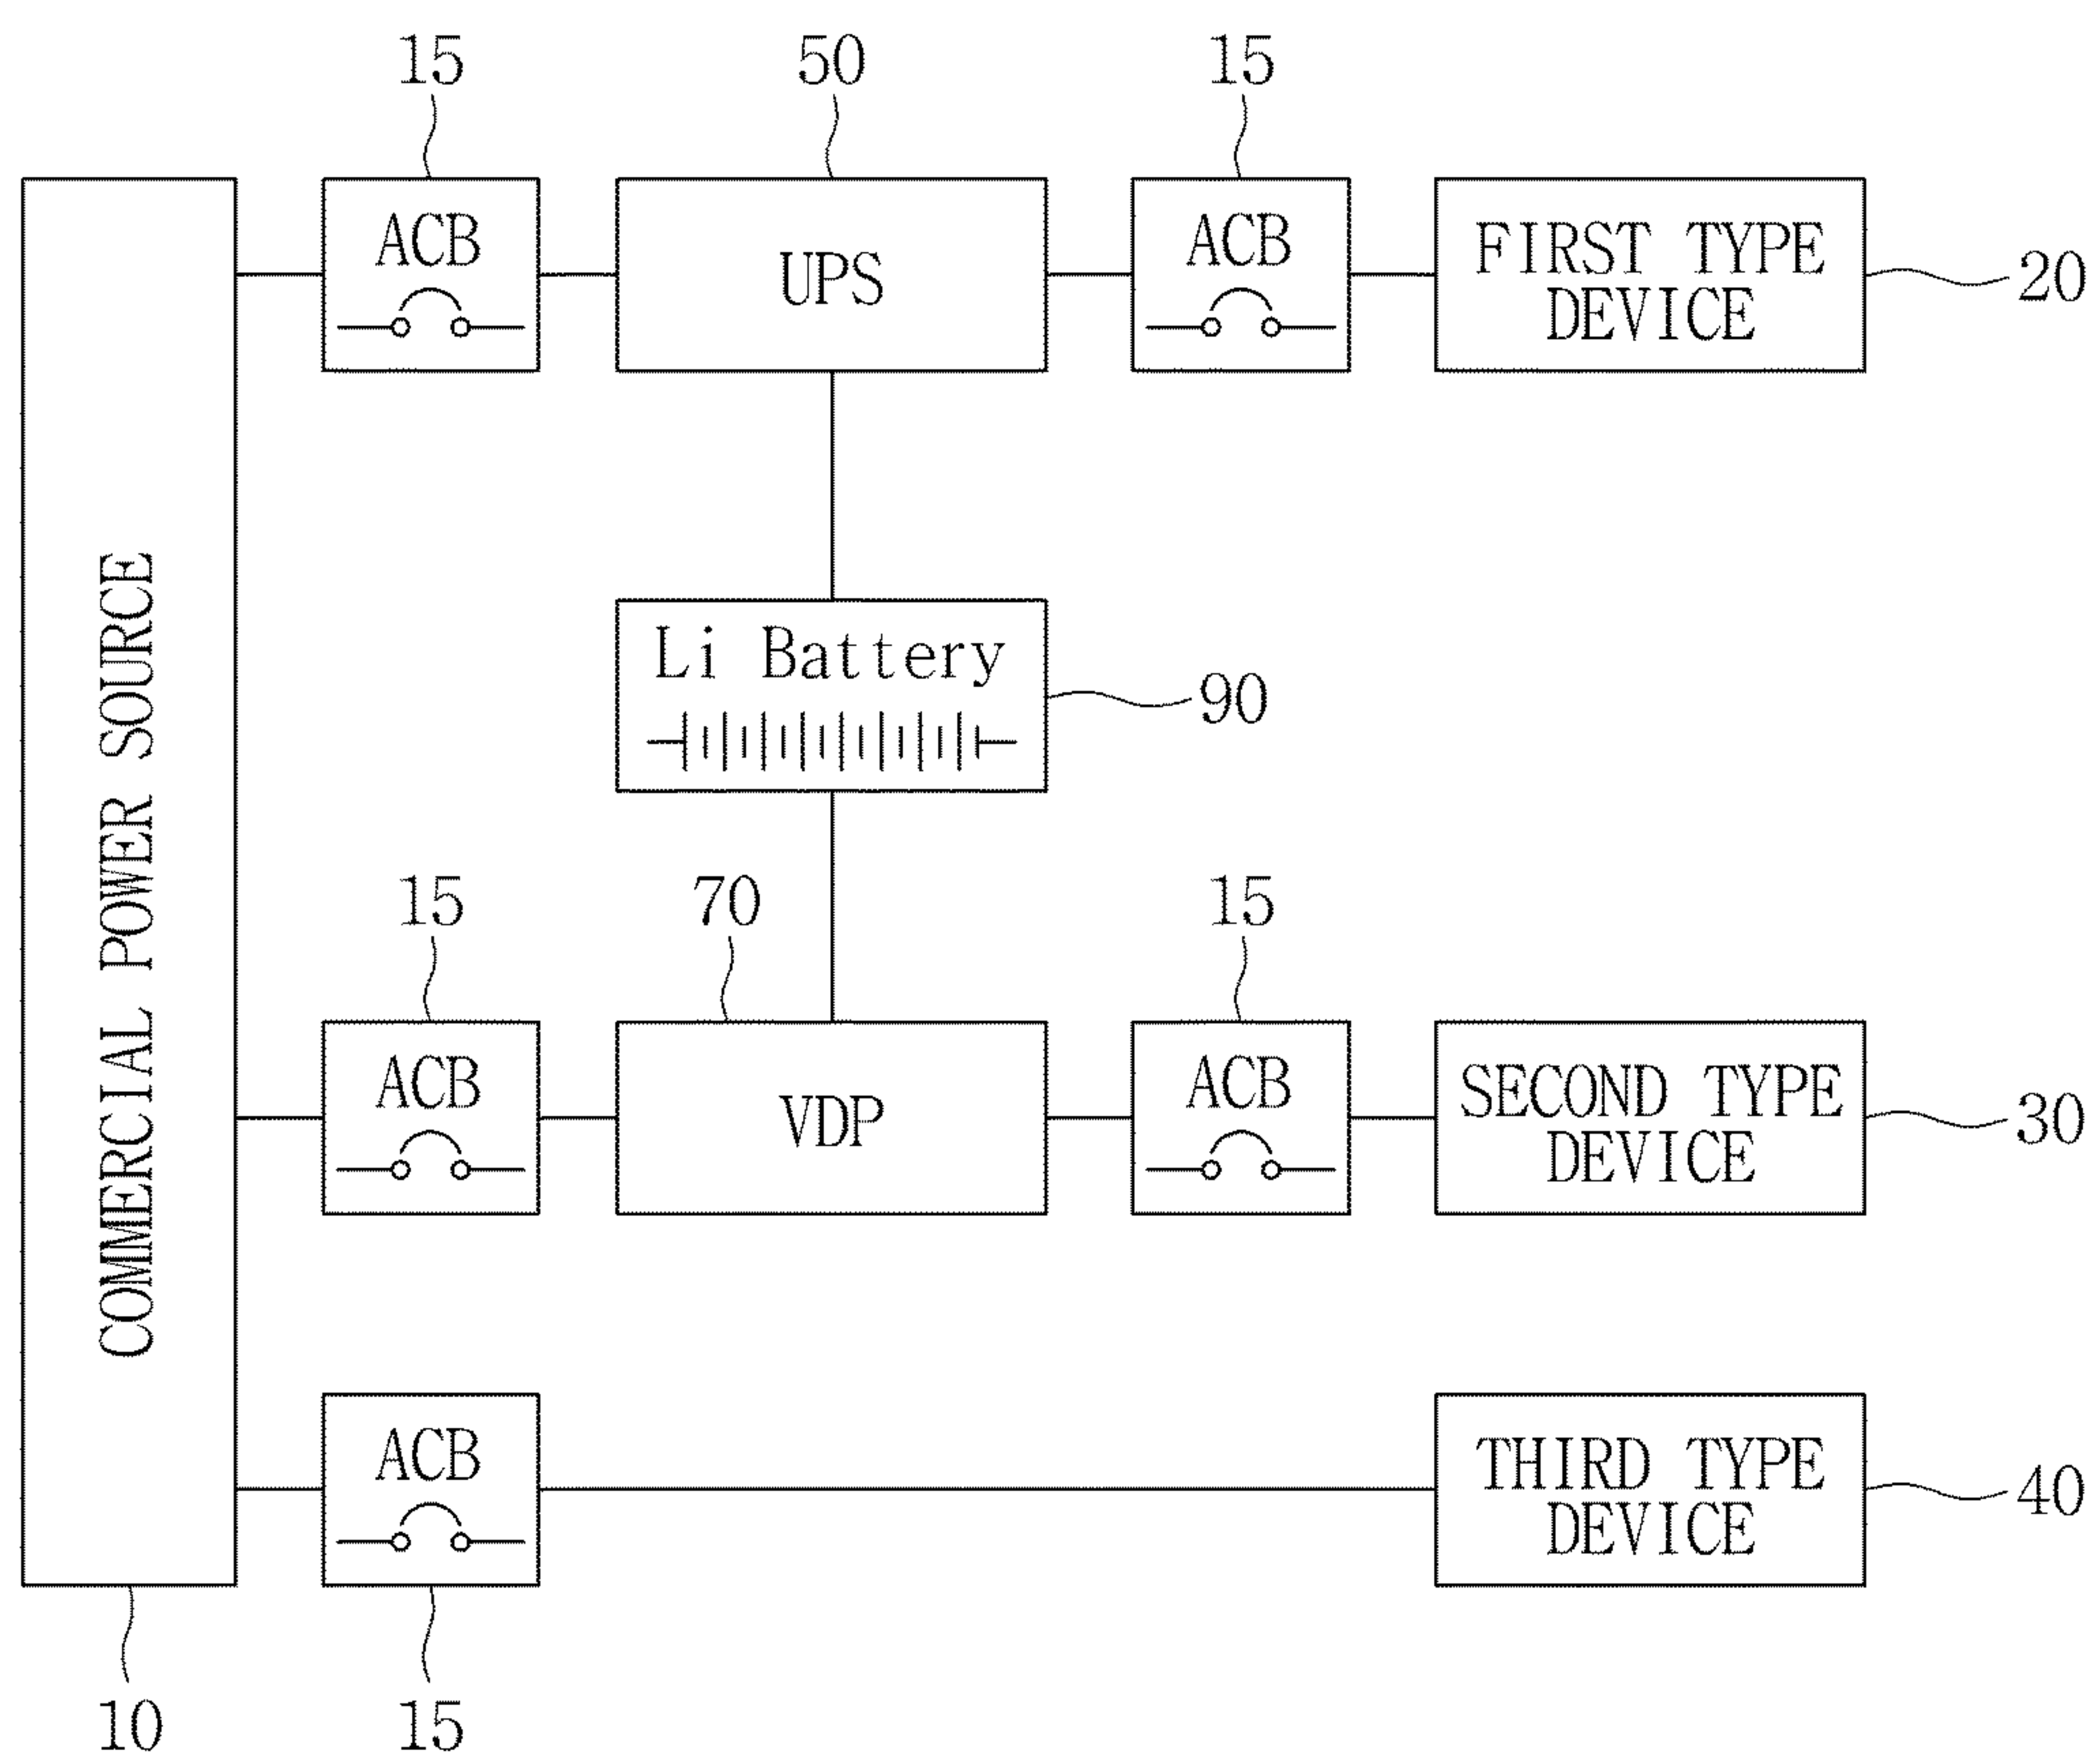 15
50
15
ACB
UPS
ACB
FIRST TYPE
DEVICE
20
Li Battery
90
COMMERCIAL POWER SOURCE
15
70
15
ACB
VDP
ACB
SECOND TYPE
DEVICE
30
ACB
THIRD TYPE
DEVICE
40
10
15